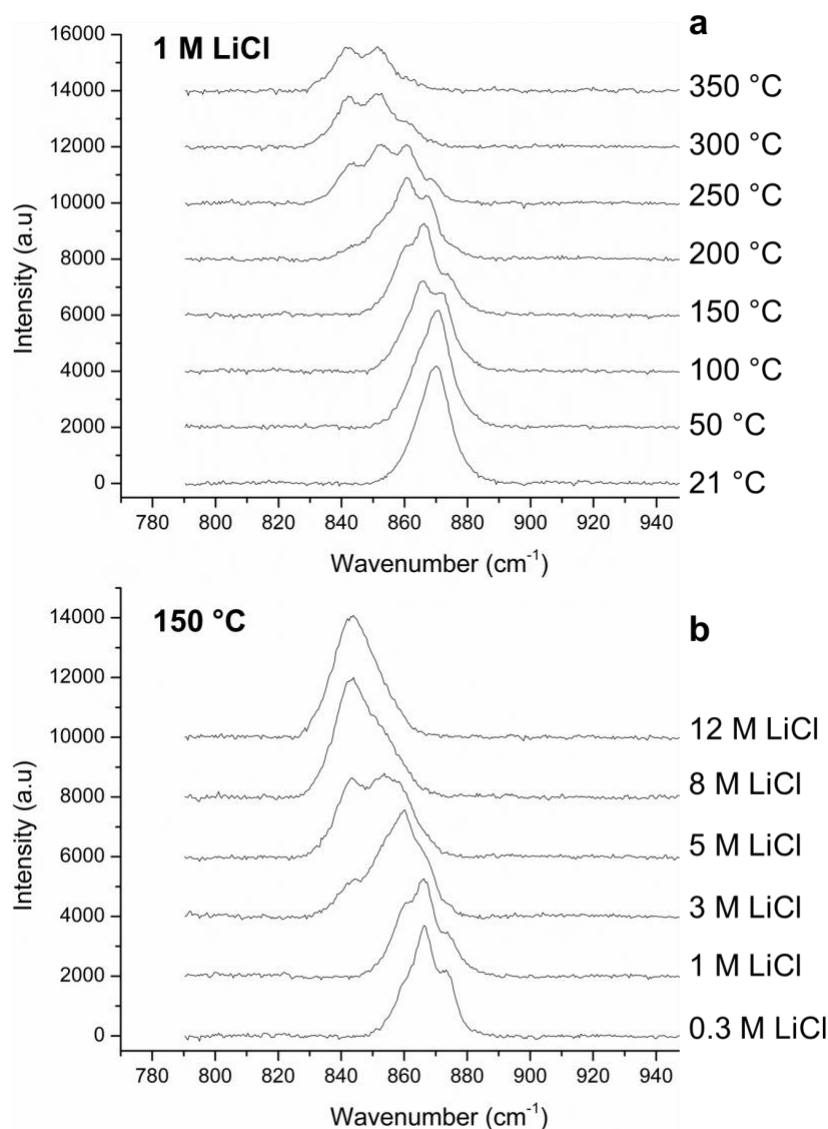 a
1 M LiCl
16000
14000
12000
10000
8000
6000
4000
2000
0
Intensity (a.u)
350 °C
300 °C
250 °C
200 °C
150 °C
100 °C
50 °C
21 °C
780 800 820 840 860 880 900 920 940
Wavenumber (cm⁻¹)
b
150 °C
14000
12000
10000
8000
6000
4000
2000
0
Intensity (a.u)
12 M LiCl
8 M LiCl
5 M LiCl
3 M LiCl
1 M LiCl
0.3 M LiCl
780 800 820 840 860 880 900 920 940
Wavenumber (cm⁻¹)